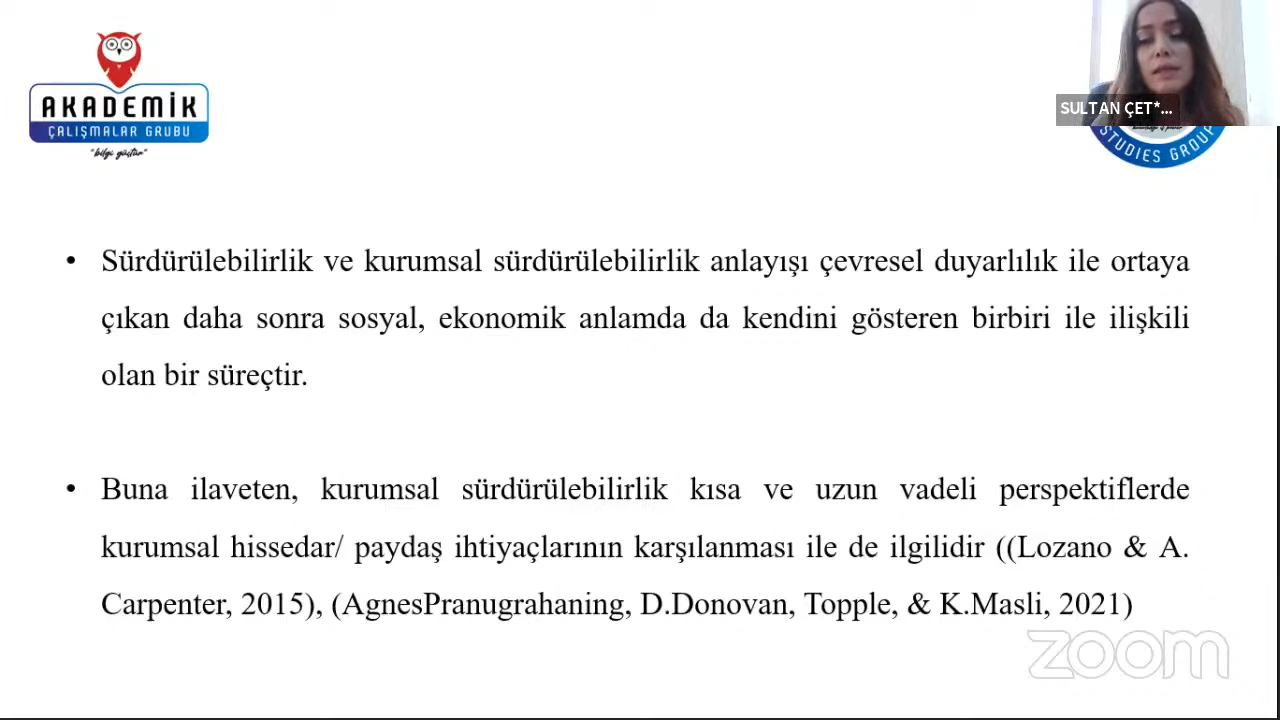 AKADEMİK
ÇALIŞMALAR GRUBU
"bilgi güçtür"
SULTAN ÇET*...
STUDIES GROUP
• Sürdürülebilirlik ve kurumsal sürdürülebilirlik anlayışı çevresel duyarlılık ile ortaya
çıkan daha sonra sosyal, ekonomik anlamda da kendini gösteren birbiri ile ilişkili
olan bir süreçtir.
• Buna ilaveten, kurumsal sürdürülebilirlik kısa ve uzun vadeli perspektiflerde
kurumsal hissedar/ paydaş ihtiyaçlarının karşılanması ile de ilgilidir ((Lozano & A.
Carpenter, 2015), (AgnesPranugrahaning, D.Donovan, Topple, & K.Masli, 2021)
zoom